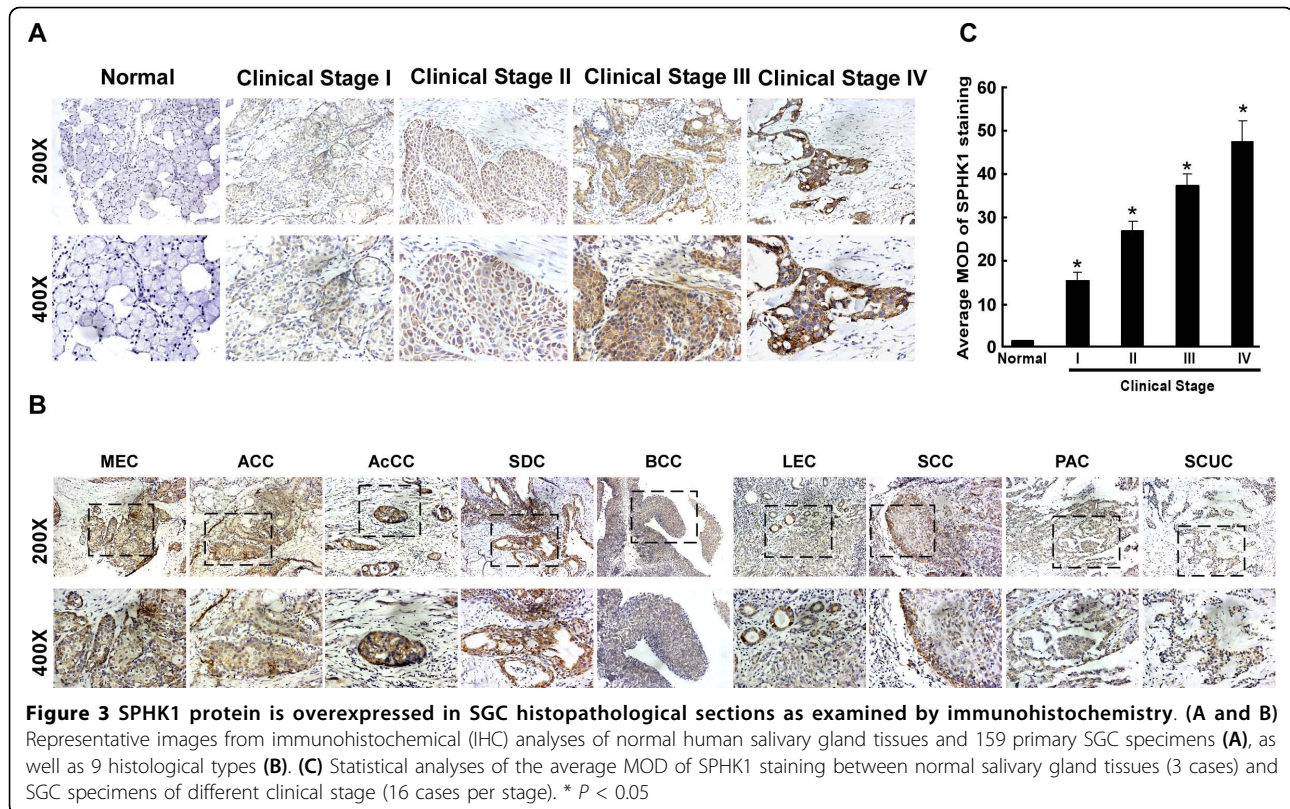 A
Normal Clinical Stage I Clinical Stage II Clinical Stage III Clinical Stage IV
200X
400X
C
Average MOD of SPHK1 staining
60
50
40
30
20
10
0
* * * *
Normal I II III IV
Clinical Stage
B
MEC ACC AcCC SDC BCC LEC SCC PAC SCUC
200X
400X
Figure 3 SPHK1 protein is overexpressed in SGC histopathological sections as examined by immunohistochemistry. (A and B)
Representative images from immunohistochemical (IHC) analyses of normal human salivary gland tissues and 159 primary SGC specimens (A), as
well as 9 histological types (B). (C) Statistical analyses of the average MOD of SPHK1 staining between normal salivary gland tissues (3 cases) and
SGC specimens of different clinical stage (16 cases per stage). * P < 0.05